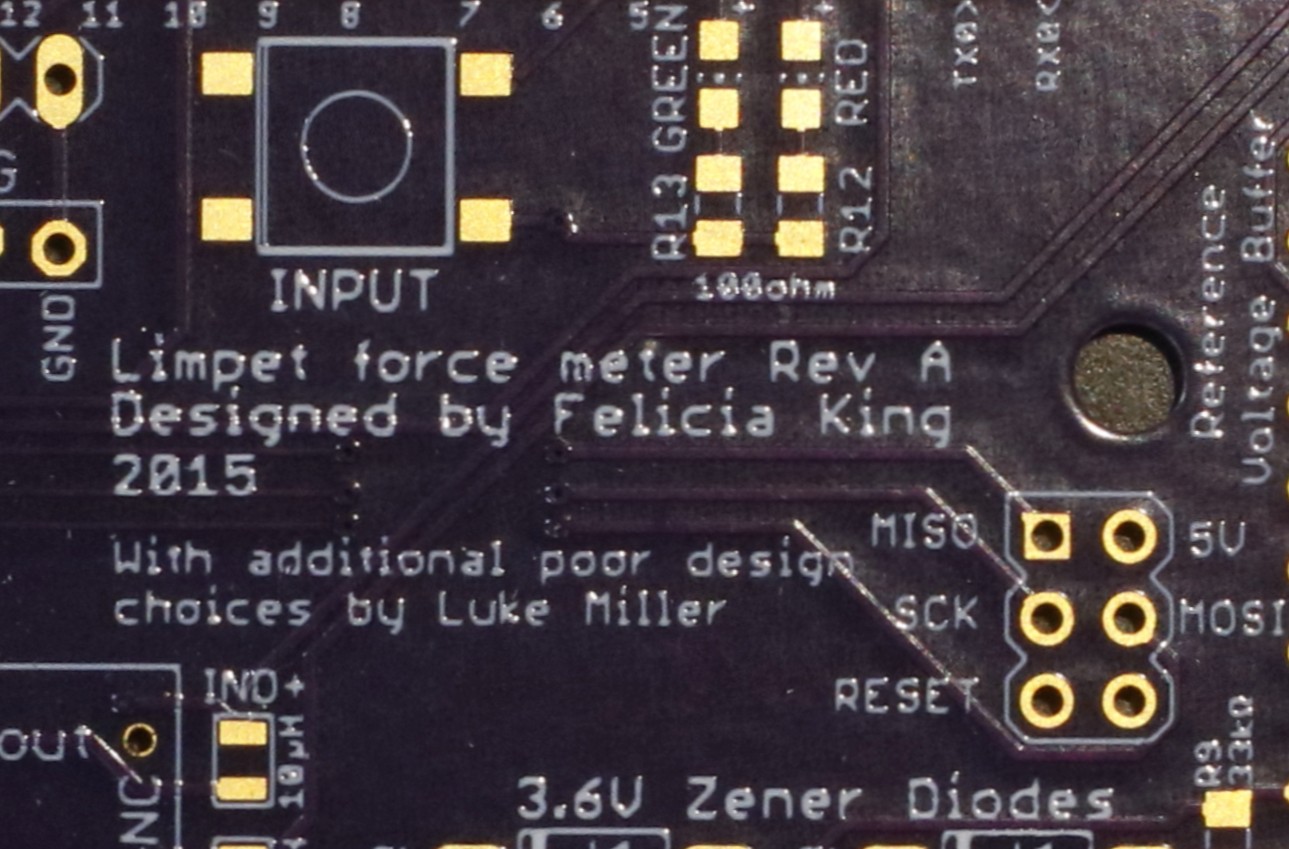 12 11 10 9 8 7 6 5
GREEN
RED
TX0>
RX0<
R13
R12
100ohm
INPUT
GND
Reference
Voltage Buffer
Limpet force meter Rev A
Designed by Felicia King
2015
With additional poor design
choices by Luke Miller
MISO
5V
SCK
MOSI
RESET
IND+
10µH
out
NC
R9
33kΩ
3.6V Zener Diodes